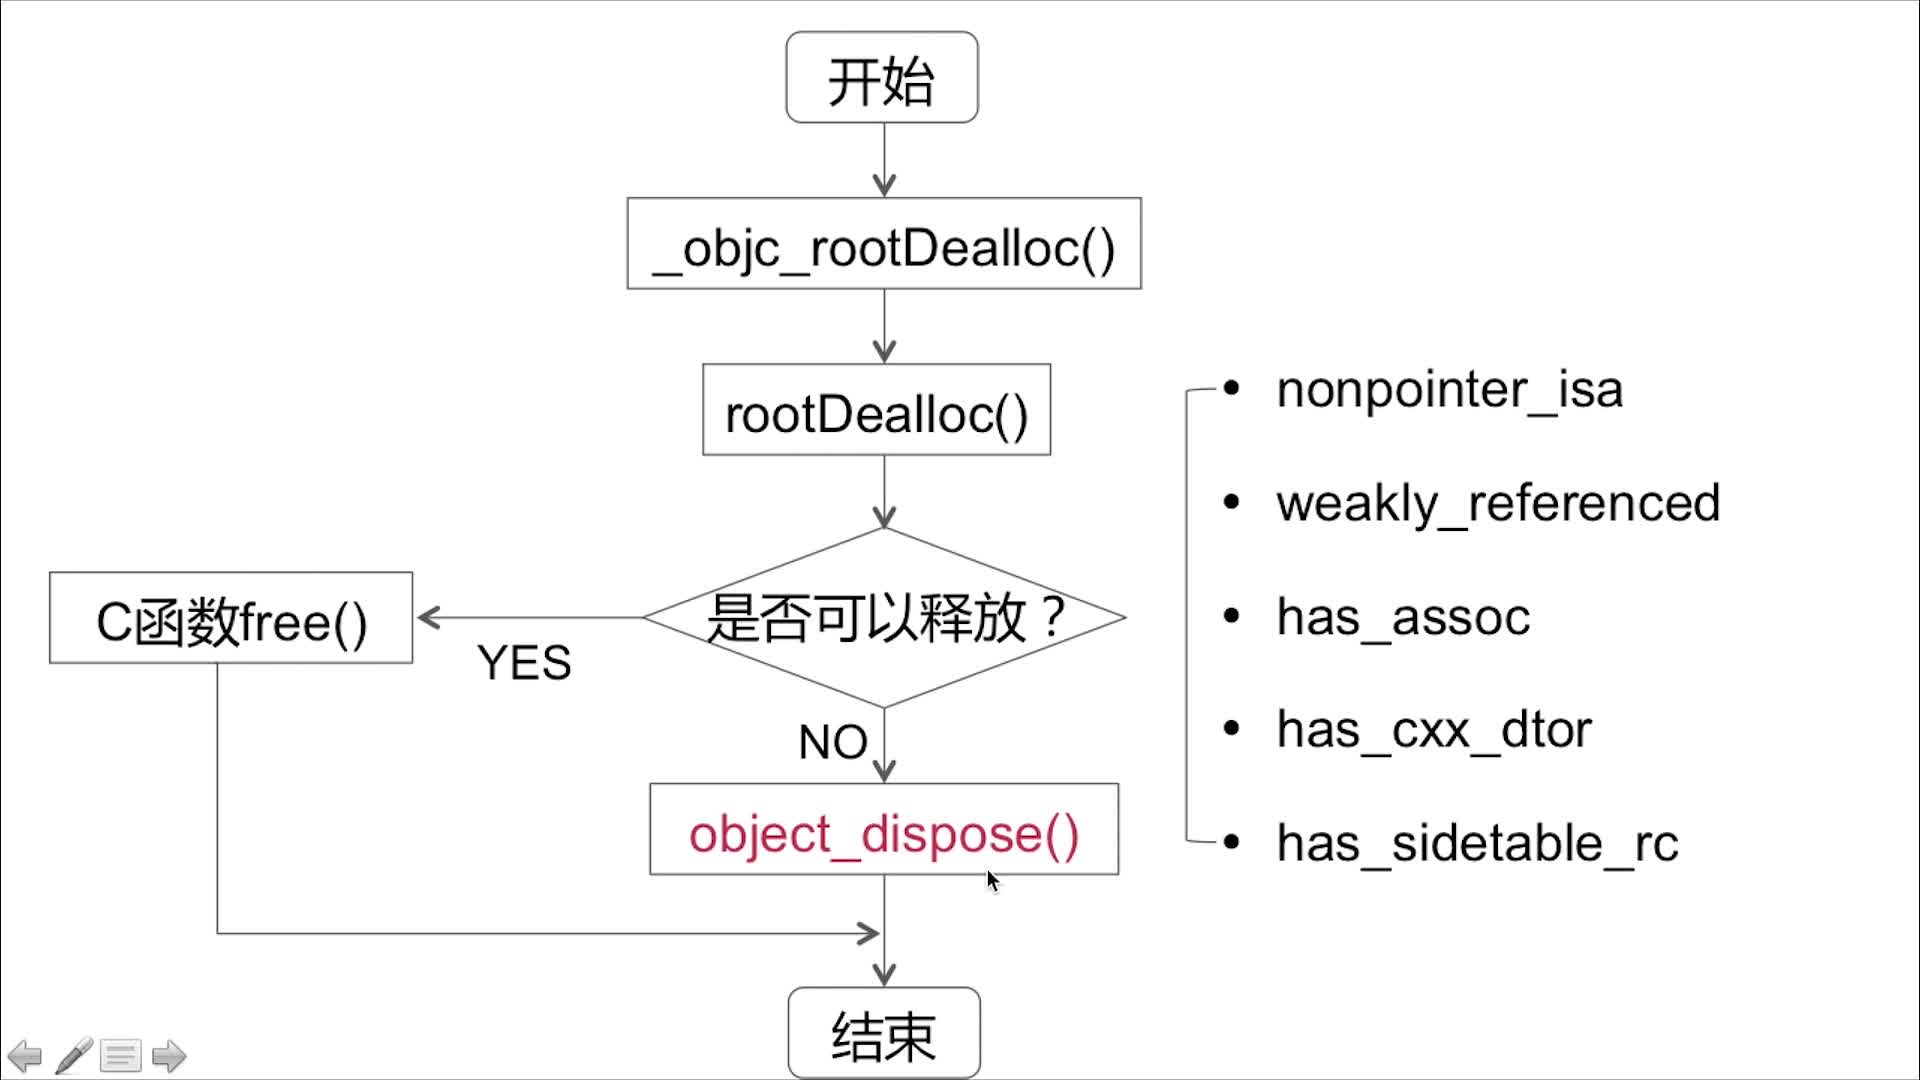 开始
_objc_rootDealloc()
rootDealloc()
是否可以释放？
YES
C函数free()
NO
object_dispose()
结束
• nonpointer_isa
• weakly_referenced
• has_assoc
• has_cxx_dtor
• has_sidetable_rc